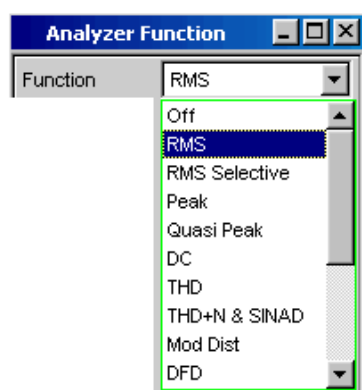 Analyzer Function
Function RMS
Off
RMS
RMS Selective
Peak
Quasi Peak
DC
THD
THD+N & SINAD
Mod Dist
DFD